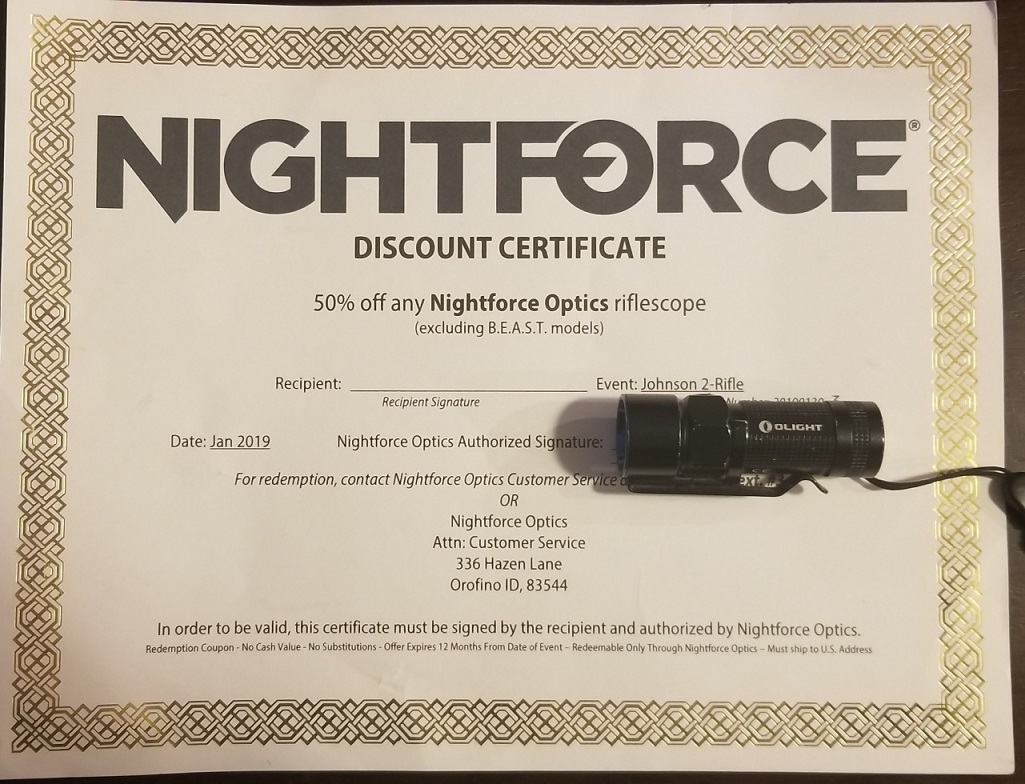 NIGHTFORCE®
DISCOUNT CERTIFICATE
50% off any Nightforce Optics riflescope
(excluding B.E.A.S.T. models)
Recipient: ____________________ Event: Johnson 2-Rifle
Recipient Signature
Date: Jan 2019 Nightforce Optics Authorized Signature:
OLIGHT
For redemption, contact Nightforce Optics Customer Service
OR
Nightforce Optics
Attn: Customer Service
336 Hazen Lane
Orofino ID, 83544
In order to be valid, this certificate must be signed by the recipient and authorized by Nightforce Optics.
Redemption Coupon - No Cash Value - No Substitutions - Offer Expires 12 Months From Date of Event – Redeemable Only Through Nightforce Optics – Must ship to U.S. Address